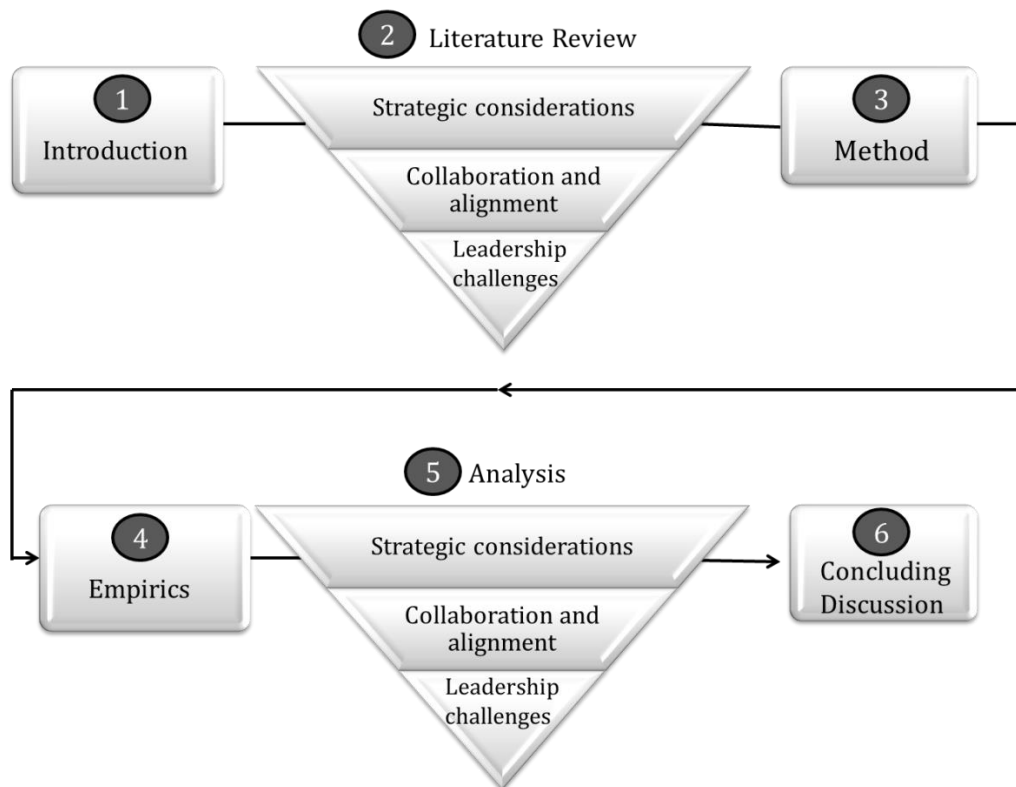 1
Introduction
2 Literature Review
Strategic considerations
Collaboration and
alignment
Leadership
challenges
3
Method
4
Empirics
5 Analysis
Strategic considerations
Collaboration and
alignment
Leadership
challenges
6
Concluding
Discussion